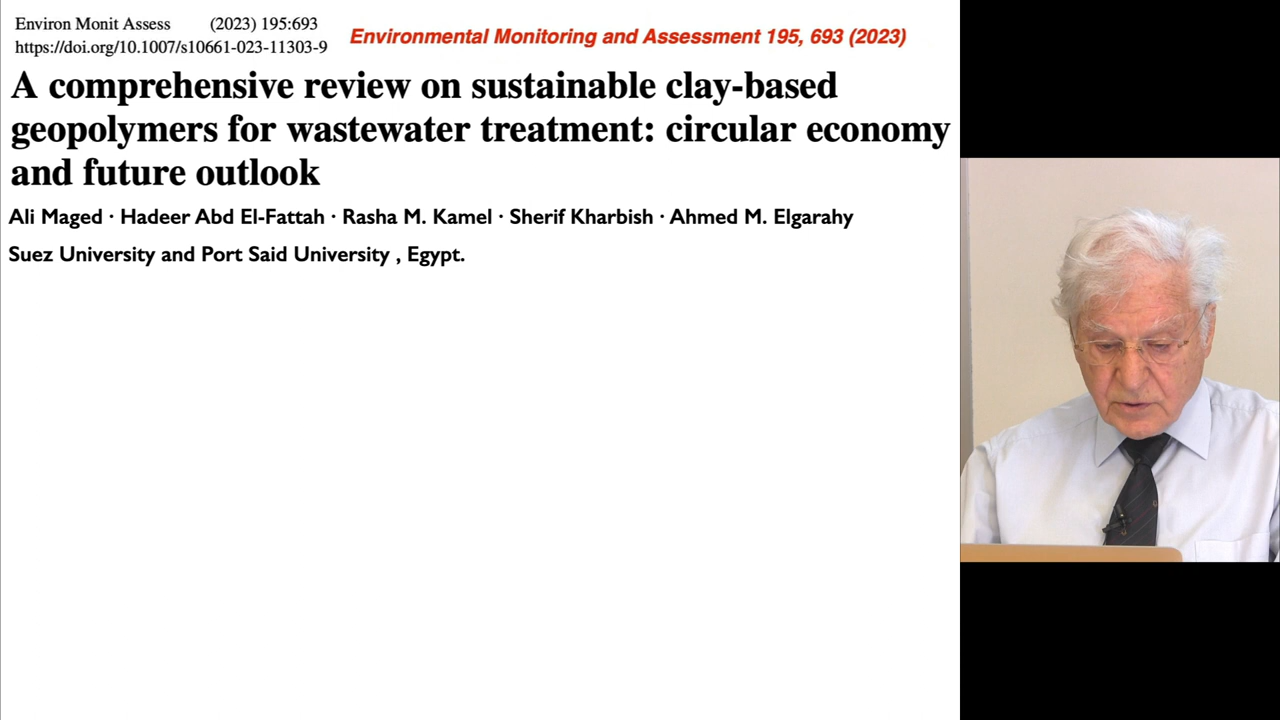 Environ Monit Assess (2023) 195:693
https://doi.org/10.1007/s10661-023-11303-9
Environmental Monitoring and Assessment 195, 693 (2023)
A comprehensive review on sustainable clay-based
geopolymers for wastewater treatment: circular economy
and future outlook
Ali Maged · Hadeer Abd El-Fattah · Rasha M. Kamel · Sherif Kharbish · Ahmed M. Elgarahy
Suez University and Port Said University , Egypt.